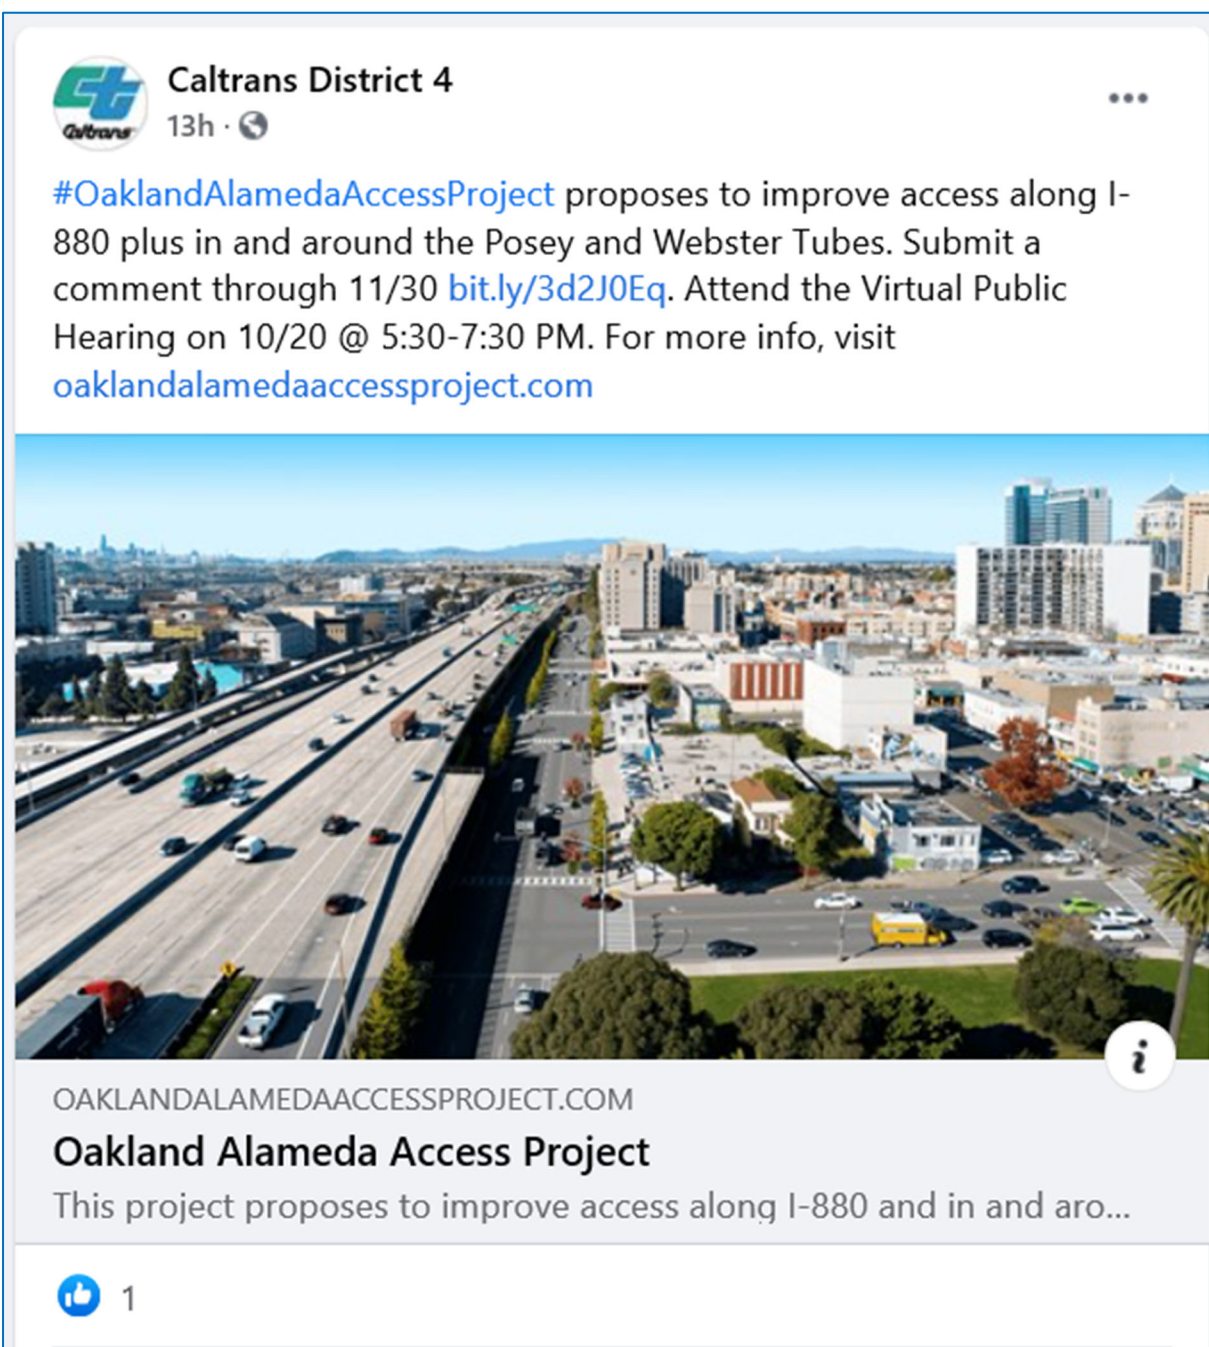 Caltrans District 4
Caltrans
13h ·
#OaklandAlamedaAccessProject proposes to improve access along I-
880 plus in and around the Posey and Webster Tubes. Submit a
comment through 11/30 bit.ly/3d2J0Eq. Attend the Virtual Public
Hearing on 10/20 @ 5:30-7:30 PM. For more info, visit
oaklandalamedaaccessproject.com
OAKLANDALAMEDAACCESSPROJECT.COM
Oakland Alameda Access Project
This project proposes to improve access along I-880 and in and aro...
1